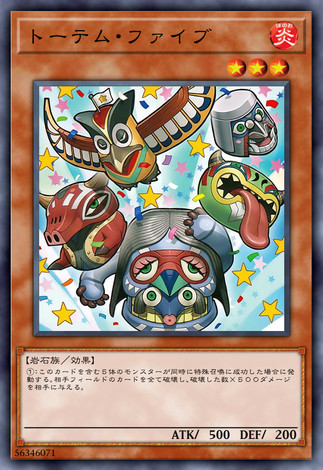 トーテム・ファイブ
炎
【岩石族／効果】
①：このカードを含む５体のモンスターが同時に特殊召喚に成功した場合に発
動する。相手フィールドのカードを全て破壊し、破壊した数×５００ダメージ
を相手に与える。
ATK/ 500 DEF/ 200
56346071